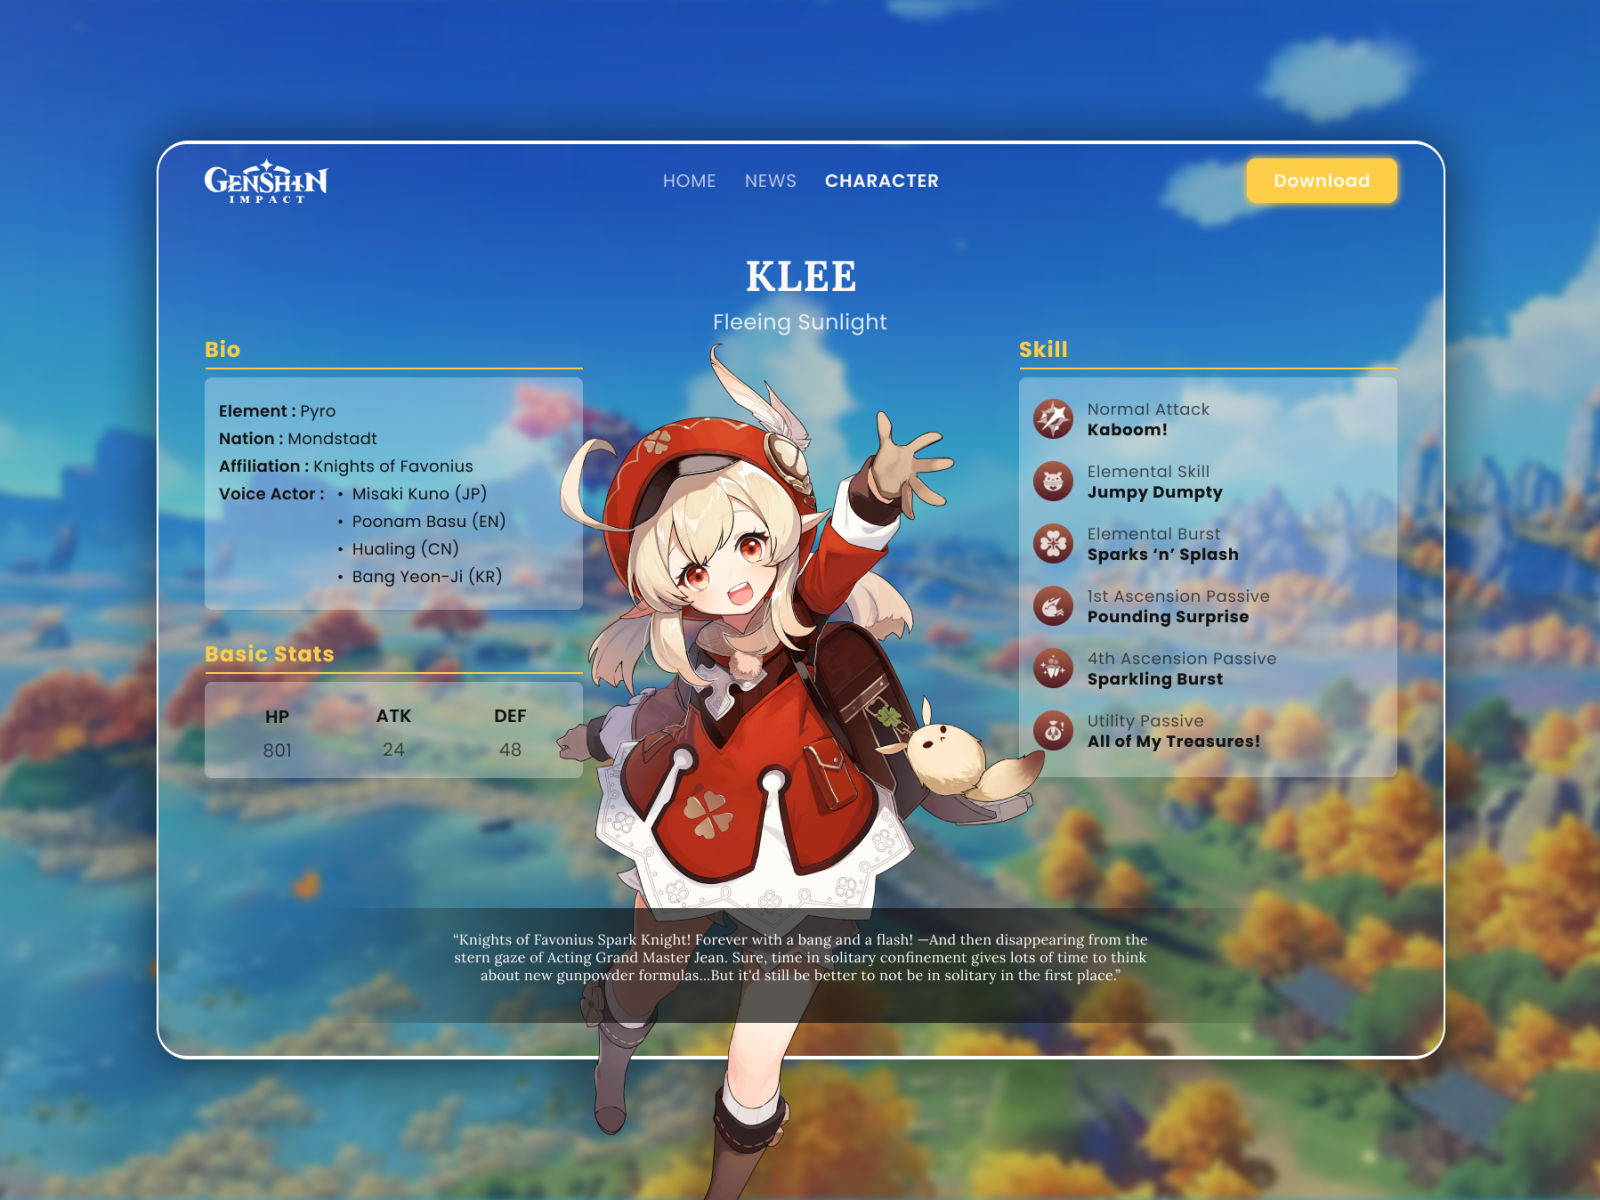 GENSHIN
IMPACT
HOME NEWS CHARACTER
Download
KLEE
Fleeing Sunlight
Bio
Element : Pyro
Nation : Mondstadt
Affiliation : Knights of Favonius
Voice Actor : • Misaki Kuno (JP)
• Poonam Basu (EN)
• Hualing (CN)
• Bang Yeon-Ji (KR)
Basic Stats
HP ATK DEF
801 24 48
Skill
Normal Attack
Kaboom!
Elemental Skill
Jumpy Dumpty
Elemental Burst
Sparks ‘n’ Splash
1st Ascension Passive
Pounding Surprise
4th Ascension Passive
Sparkling Burst
Utility Passive
All of My Treasures!
“Knights of Favonius Spark Knight! Forever with a bang and a flash! —And then disappearing from the
stern gaze of Acting Grand Master Jean. Sure, time in solitary confinement gives lots of time to think
about new gunpowder formulas...But it'd still be better to not be in solitary in the first place.”